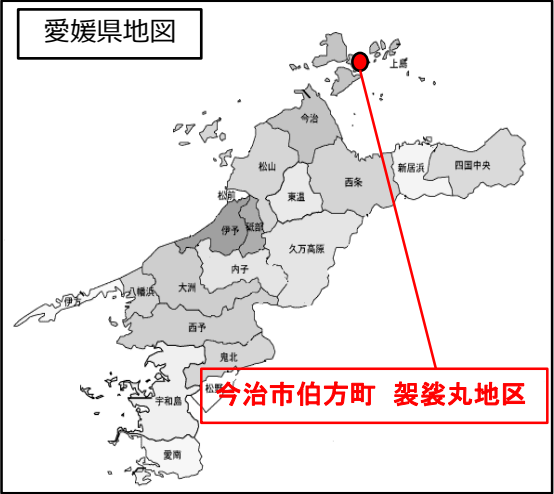 愛媛県地図
上島
今治
松山
西条
新居浜
四国中央
東温
松前
伊予
砥部
久万高原
内子
大洲
八幡浜
伊方
西予
鬼北
松野
今治市伯方町 袈裟丸地区
宇和島
愛南